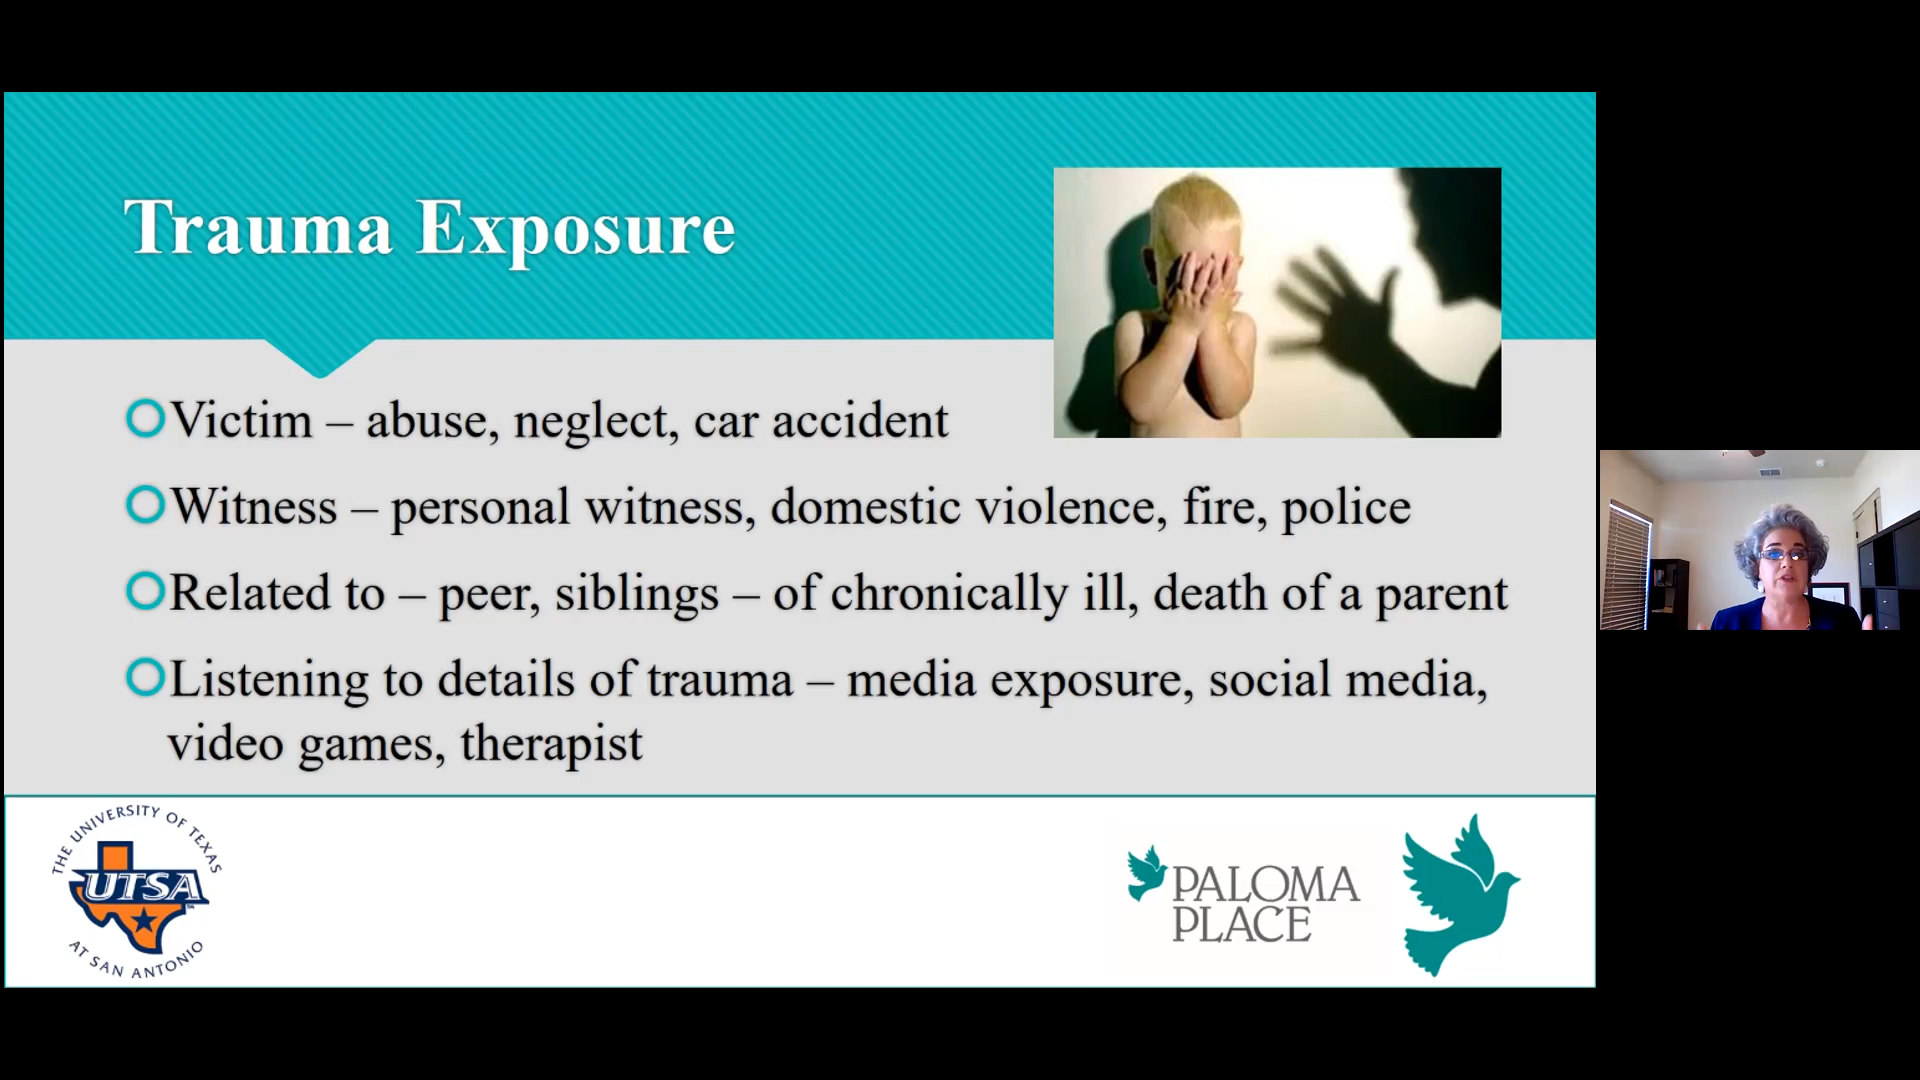 Trauma Exposure
Victim – abuse, neglect, car accident
Witness – personal witness, domestic violence, fire, police
Related to – peer, siblings – of chronically ill, death of a parent
Listening to details of trauma – media exposure, social media,
video games, therapist
THE UNIVERSITY OF TEXAS
UTSA
AT SAN ANTONIO
PALOMA
PLACE